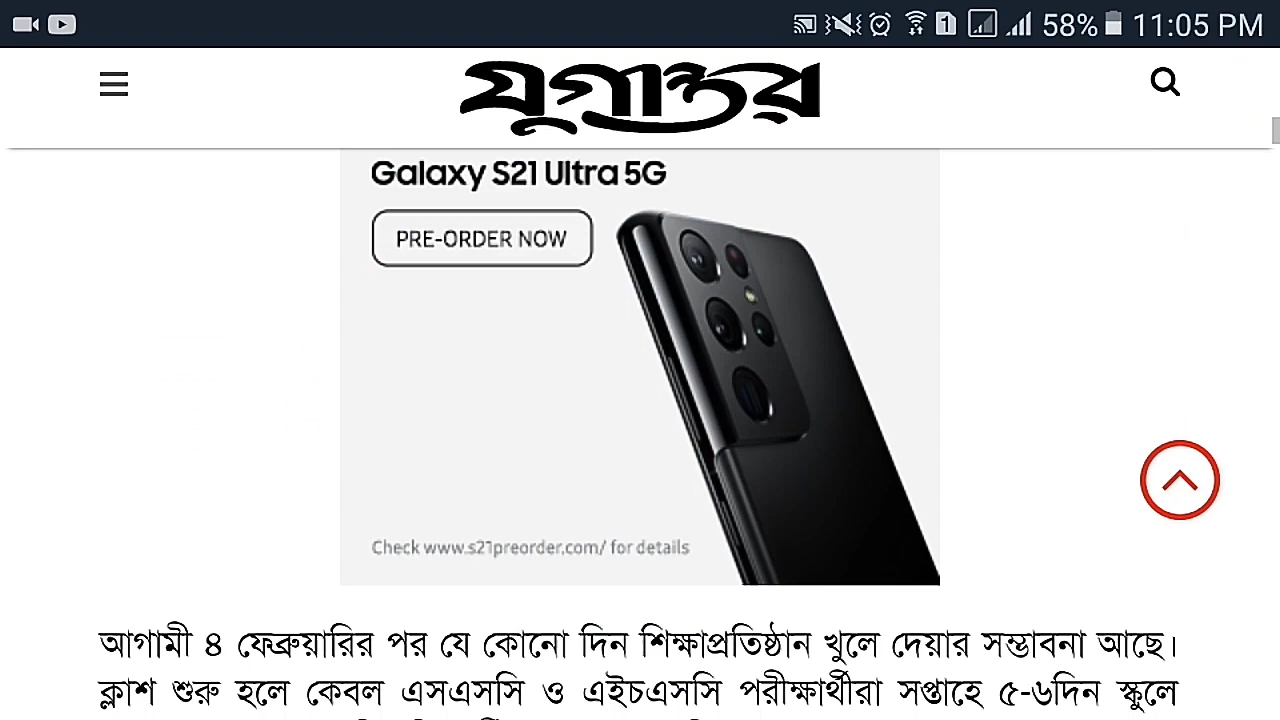 1 58% 11:05 PM
যুগান্তর
Galaxy S21 Ultra 5G
PRE-ORDER NOW
Check www.s21preorder.com/ for details
আগামী ৪ ফেব্রুয়ারির পর যে কোনো দিন শিক্ষাপ্রতিষ্ঠান খুলে দেয়ার সম্ভাবনা আছে।
ক্লাশ শুরু হলে কেবল এসএসসি ও এইচএসসি পরীক্ষার্থীরা সপ্তাহে ৫-৬দিন স্কুলে